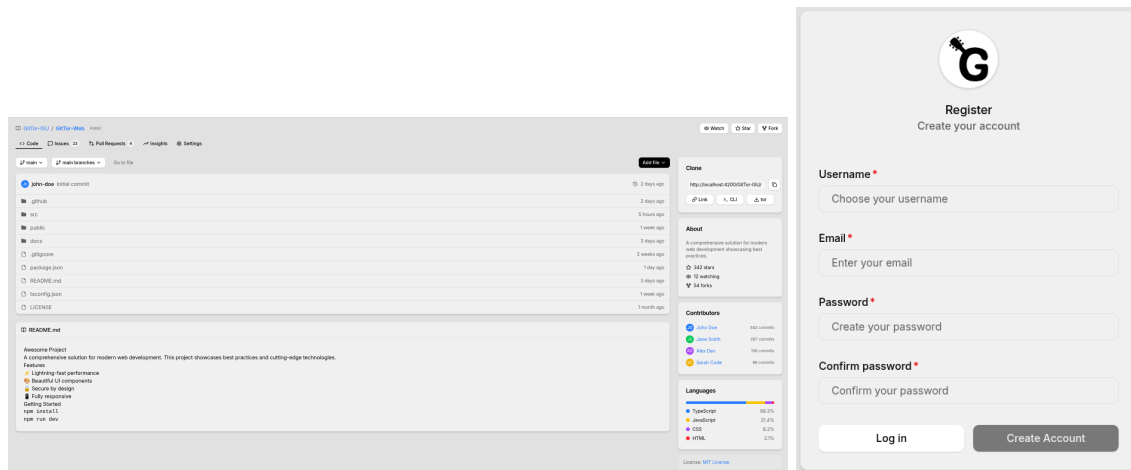 GitTor-ISU / GitTor-Web Public
Watch Star Fork
Code Issues 23 Pull Requests 4 Insights Settings
main main branches Go to file Add file
john-doe Initial commit 2 days ago
.github 2 days ago
src 5 hours ago
public 1 week ago
docs 3 days ago
.gitignore 2 weeks ago
package.json 1 day ago
README.md 3 days ago
tsconfig.json 1 week ago
LICENSE 1 month ago
README.md
Awesome Project
A comprehensive solution for modern web development. This project showcases best practices and cutting-edge technologies.
Features
⚡ Lightning-fast performance
🎨 Beautiful UI components
🔒 Secure by design
📱 Fully responsive
Getting Started
npm install
npm run dev
Clone
http://localhost:4200/GitTor-ISU/
Link CLI tor
About
A comprehensive solution for modern
web development showcasing best
practices.
342 stars
12 watching
54 forks
Contributors
John Doe 342 commits
Jane Smith 287 commits
Alex Dev 156 commits
Sarah Code 98 commits
Languages
TypeScript 68.3%
JavaScript 21.4%
CSS 8.2%
HTML 2.1%
License: MIT License
G
Register
Create your account
Username *
Choose your username
Email *
Enter your email
Password *
Create your password
Confirm password *
Confirm your password
Log in Create Account